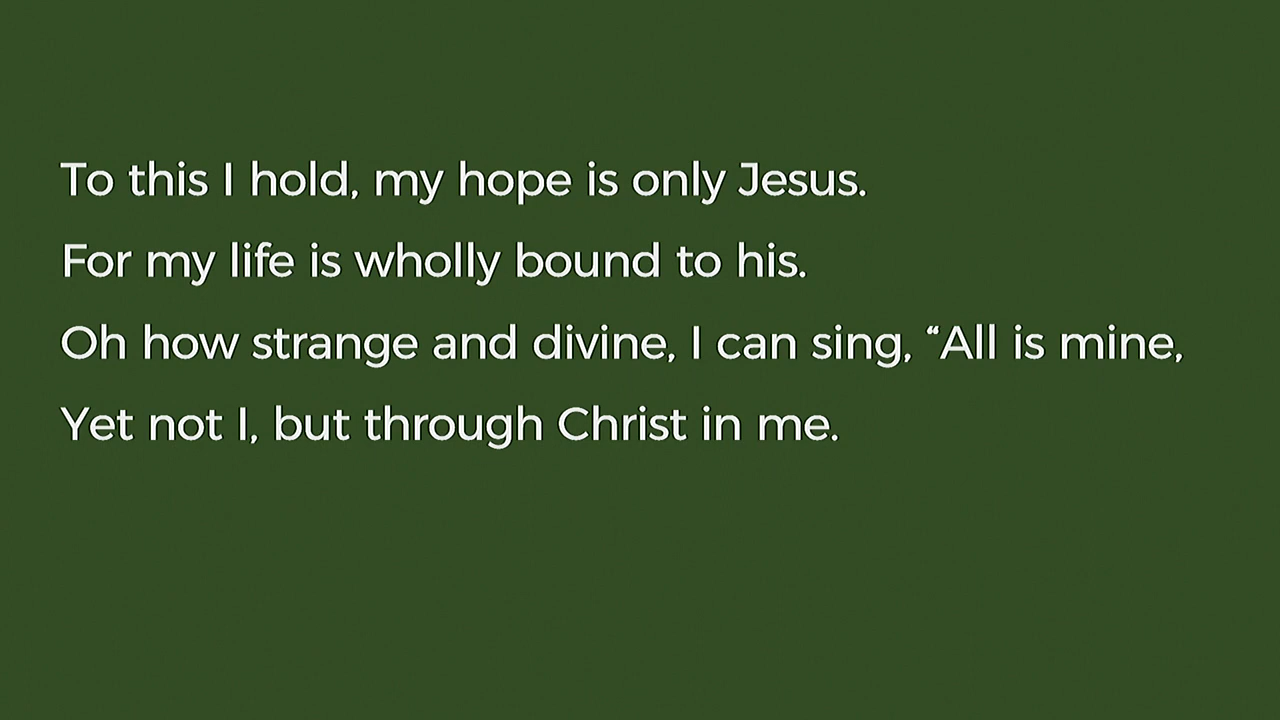 To this I hold, my hope is only Jesus.
For my life is wholly bound to his.
Oh how strange and divine, I can sing, “All is mine,
Yet not I, but through Christ in me.